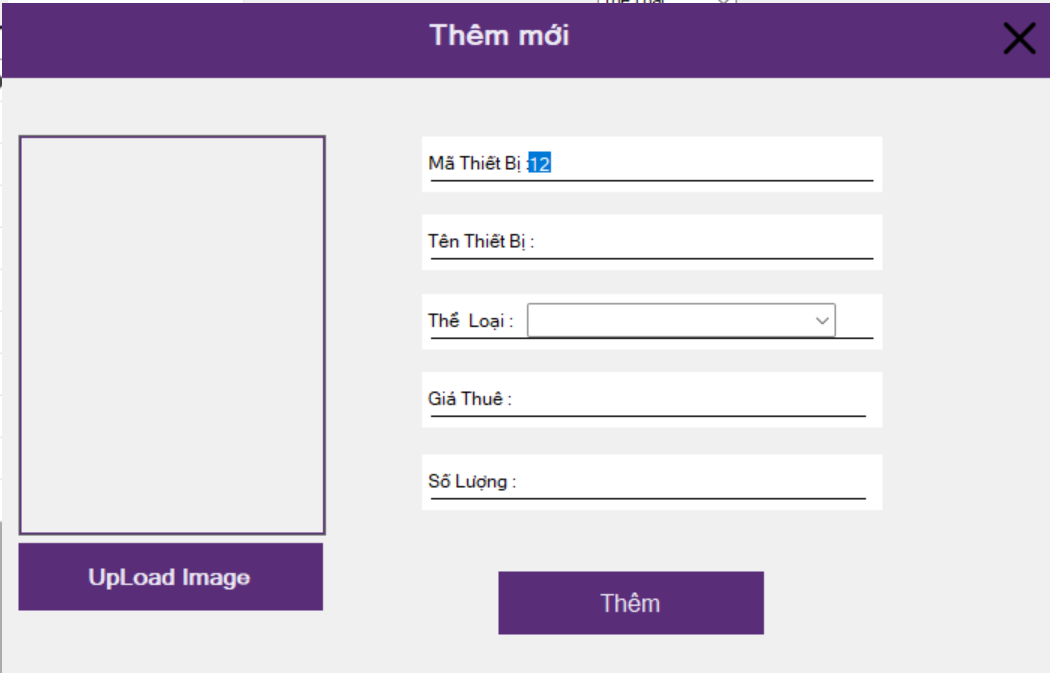 Thêm mới
Mã Thiết Bị :12
Tên Thiết Bị :
Thể Loại :
Giá Thuê :
Số Lượng :
UpLoad Image
Thêm